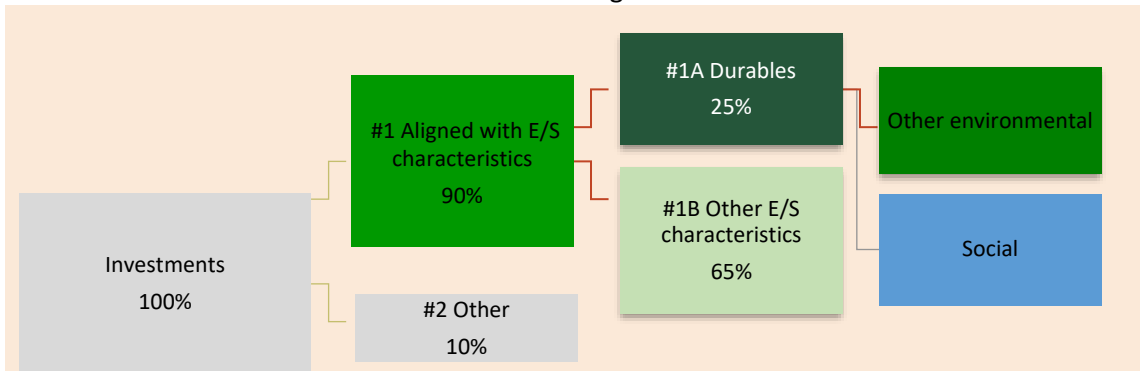 Investments
100%
#1 Aligned with E/S
characteristics
90%
#2 Other
10%
#1A Durables
25%
#1B Other E/S
characteristics
65%
Other environmental
Social